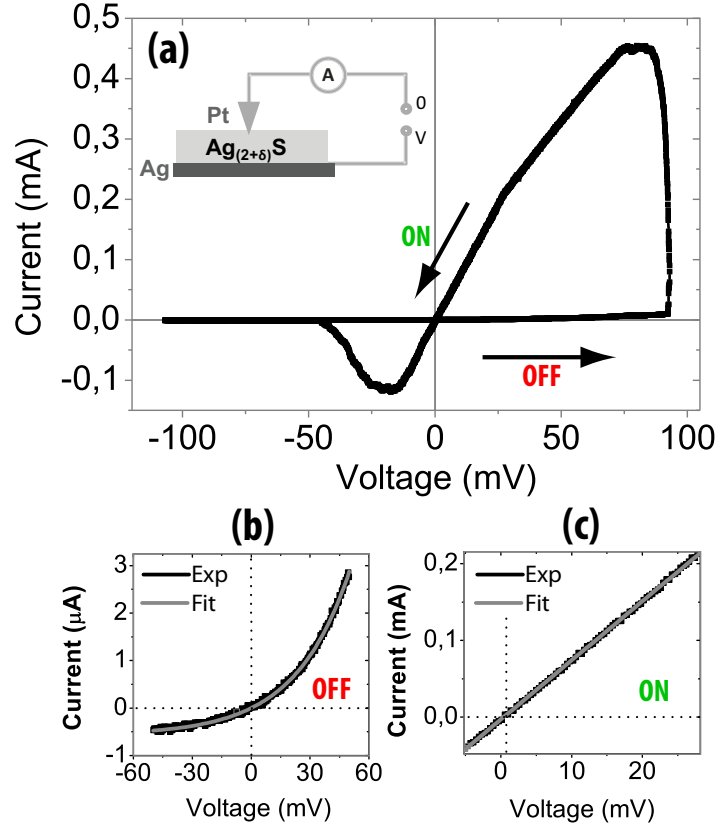 (a)
0,5
0,4
0,3
0,2
0,1
0,0
-0,1
Current (mA)
A
Pt
0
V
Ag(2+δ)S
Ag
ON
OFF
-100 -50 0 50 100
Voltage (mV)
(b)
3
2
1
0
-1
Current (μA)
Exp
Fit
OFF
-60 -30 0 30 60
Voltage (mV)
(c)
0,2
0,1
0,0
Current (mA)
Exp
Fit
ON
0 10 20
Voltage (mV)